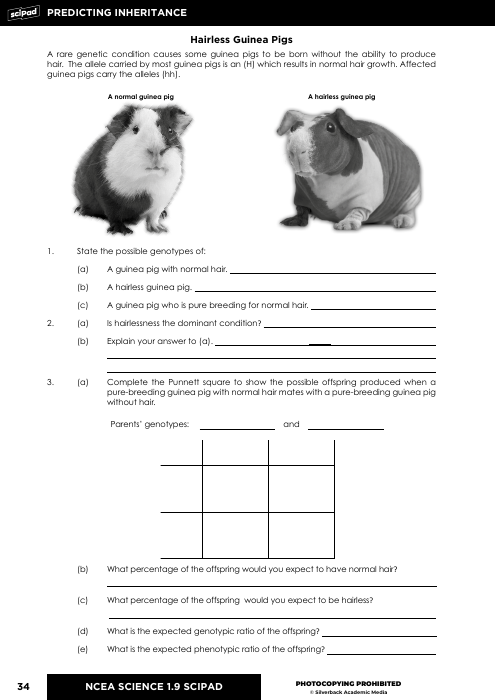 scipad PREDICTING INHERITANCE
Hairless Guinea Pigs
A rare genetic condition causes some guinea pigs to be born without the ability to produce
hair. The allele carried by most guinea pigs is an (H) which results in normal hair growth. Affected
guinea pigs carry the alleles (hh).
A normal guinea pig
A hairless guinea pig
1. State the possible genotypes of:
(a) A guinea pig with normal hair.
(b) A hairless guinea pig.
(c) A guinea pig who is pure breeding for normal hair.
2. (a) Is hairlessness the dominant condition?
(b) Explain your answer to (a).
3. (a) Complete the Punnett square to show the possible offspring produced when a
pure-breeding guinea pig with normal hair mates with a pure-breeding guinea pig
without hair.
Parents' genotypes: and
(b) What percentage of the offspring would you expect to have normal hair?
(c) What percentage of the offspring would you expect to be hairless?
(d) What is the expected genotypic ratio of the offspring?
(e) What is the expected phenotypic ratio of the offspring?
34 NCEA SCIENCE 1.9 SCIPAD
PHOTOCOPYING PROHIBITED
© Silverback Academic Media